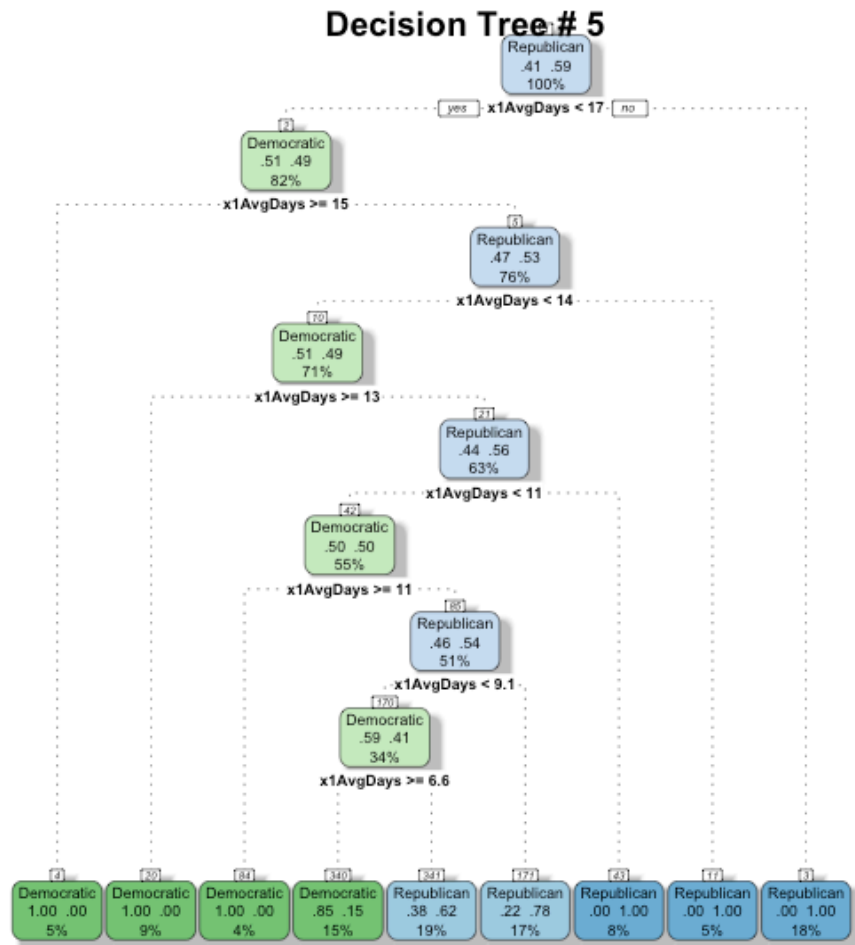 Decision Tree # 5
Republican
.41 .59
100%
yes x1AvgDays < 17 no
2
Democratic
.51 .49
82%
x1AvgDays >= 15
5
Republican
.47 .53
76%
x1AvgDays < 14
10
Democratic
.51 .49
71%
x1AvgDays >= 13
21
Republican
.44 .56
63%
x1AvgDays < 11
42
Democratic
.50 .50
55%
x1AvgDays >= 11
85
Republican
.46 .54
51%
x1AvgDays < 9.1
170
Democratic
.59 .41
34%
x1AvgDays >= 6.6
4 20 84 340 341 171 43 11 3
Democratic Democratic Democratic Democratic Republican Republican Republican Republican Republican
1.00 .00 1.00 .00 1.00 .00 .85 .15 .38 .62 .22 .78 .00 1.00 .00 1.00 .00 1.00
5% 9% 4% 15% 19% 17% 8% 5% 18%